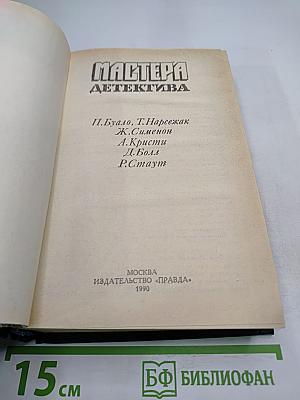 МАСТЕРА
ДЕТЕКТИВА
П.Буало, Т.Нарсежак
Ж.Сименон
А.Кристи
Д.Болл
Р.Стаут
МОСКВА
ИЗДАТЕЛЬСТВО «ПРАВДА»
1990
15 см
БФ БИБЛИОФАН